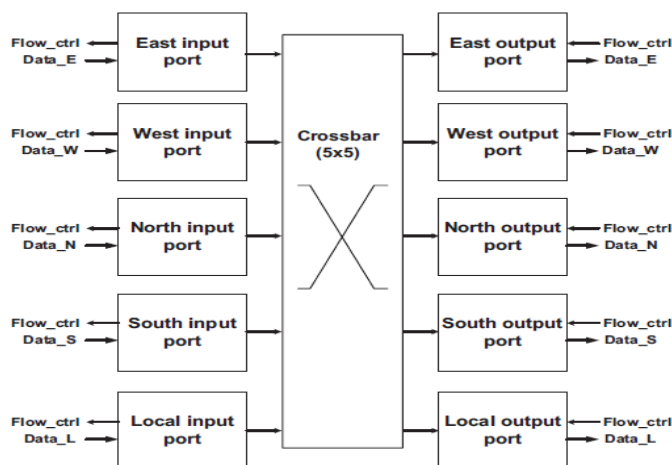 Flow_ctrl
Data_E
East input
port
East output
port
Flow_ctrl
Data_E
Flow_ctrl
Data_W
West input
port
Crossbar
(5x5)
West output
port
Flow_ctrl
Data_W
Flow_ctrl
Data_N
North input
port
North output
port
Flow_ctrl
Data_N
Flow_ctrl
Data_S
South input
port
South output
port
Flow_ctrl
Data_S
Flow_ctrl
Data_L
Local input
port
Local output
port
Flow_ctrl
Data_L